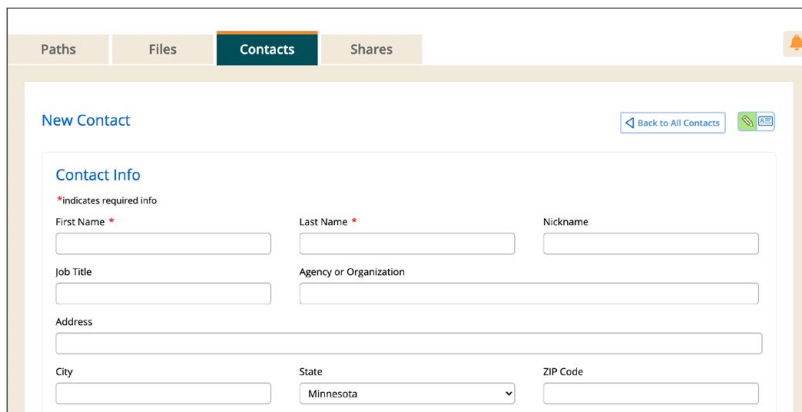 Paths Files Contacts Shares
New Contact
Back to All Contacts
Contact Info
*indicates required info
First Name * Last Name * Nickname
Job Title Agency or Organization
Address
City State ZIP Code
Minnesota